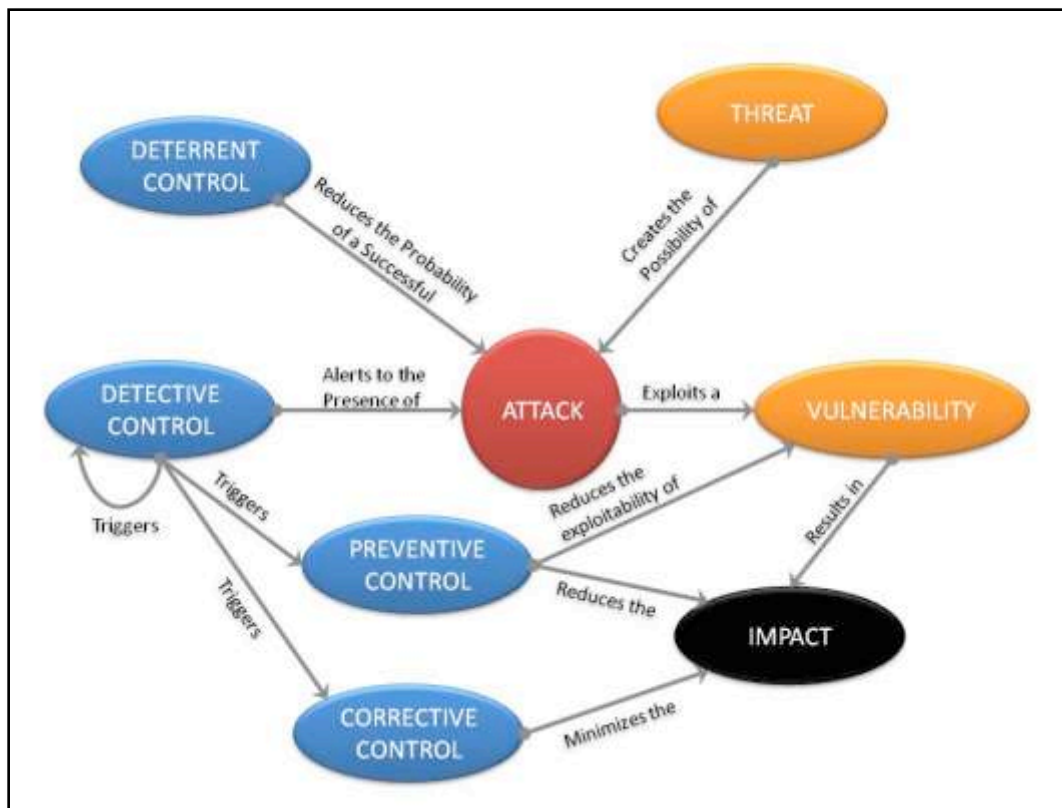 THREAT
DETERRENT
CONTROL
Reduces the Probability
of a Successful
Creates the
Possibility of
DETECTIVE
CONTROL
Alerts to the
Presence of
ATTACK
Exploits a
VULNERABILITY
Triggers
Triggers
Reduces the
exploitability of
Results in
PREVENTIVE
CONTROL
Reduces the
Triggers
IMPACT
CORRECTIVE
CONTROL
Minimizes the